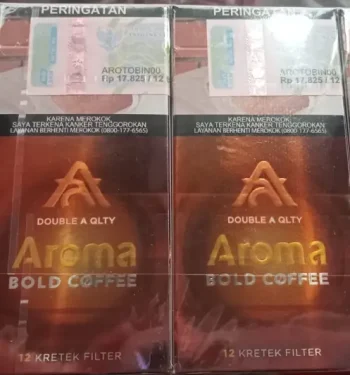 PERINGATAN
AROTOBIN00
Rp 17.825 / 12
KARENA MEROKOK,
SAYA TERKENA KANKER TENGGOROKAN
LAYANAN BERHENTI MEROKOK (0800-177-6565)
DOUBLE A QLTY
Aroma
BOLD COFFEE
12 KRETEK FILTER
PERINGATAN
AROTOBIN00
Rp 17.825 / 12
KARENA MEROKOK,
SAYA TERKENA KANKER TENGGOROKAN
LAYANAN BERHENTI MEROKOK (0800-177-6565)
DOUBLE A QLTY
Aroma
BOLD COFFEE
12 KRETEK FILTER